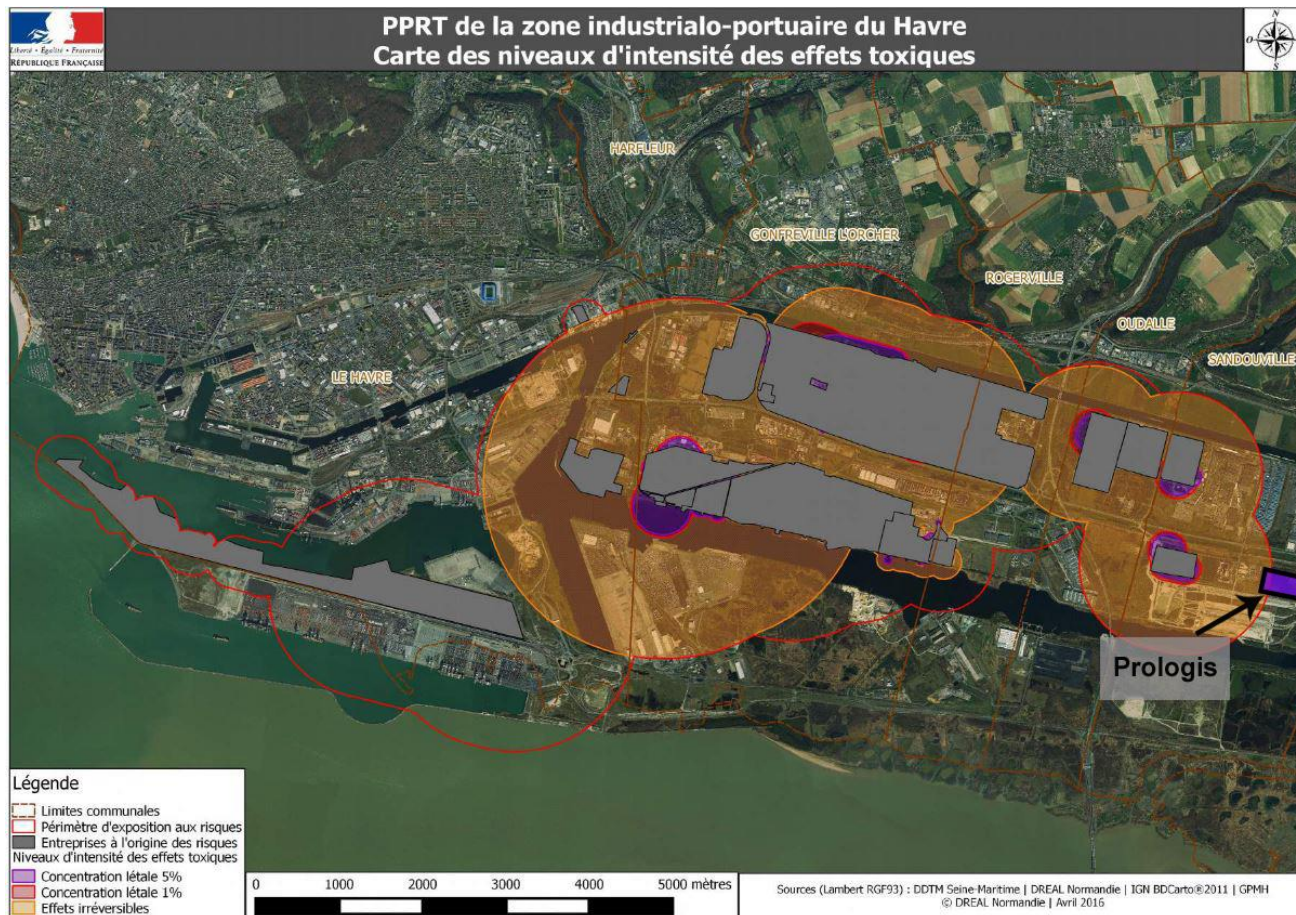 PPRT de la zone industrialo-portuaire du Havre
Carte des niveaux d'intensité des effets toxiques
Liberté • Égalité • Fraternité
RÉPUBLIQUE FRANÇAISE
N
O
E
S
HARFLEUR
GONFREVILLE L'ORCHER
ROGERVILLE
OUDALLE
SANDOUVILLE
LE HAVRE
Prologis
Légende
Limites communales
Périmètre d'exposition aux risques
Entreprises à l'origine des risques
Niveaux d'intensité des effets toxiques
Concentration létale 5%
Concentration létale 1%
Effets irréversibles
0 1000 2000 3000 4000 5000 mètres
Sources (Lambert RGF93) : DDTM Seine-Maritime | DREAL Normandie | IGN BDCarto®2011 | GPMH
© DREAL Normandie | Avril 2016